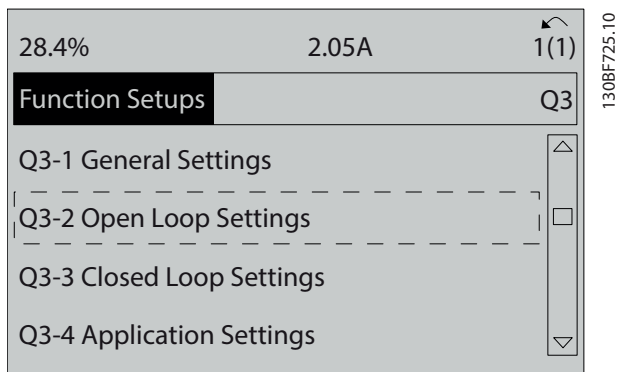 28.4% 2.05A 1(1)
Function Setups Q3
Q3-1 General Settings
Q3-2 Open Loop Settings
Q3-3 Closed Loop Settings
Q3-4 Application Settings
130BF725.10